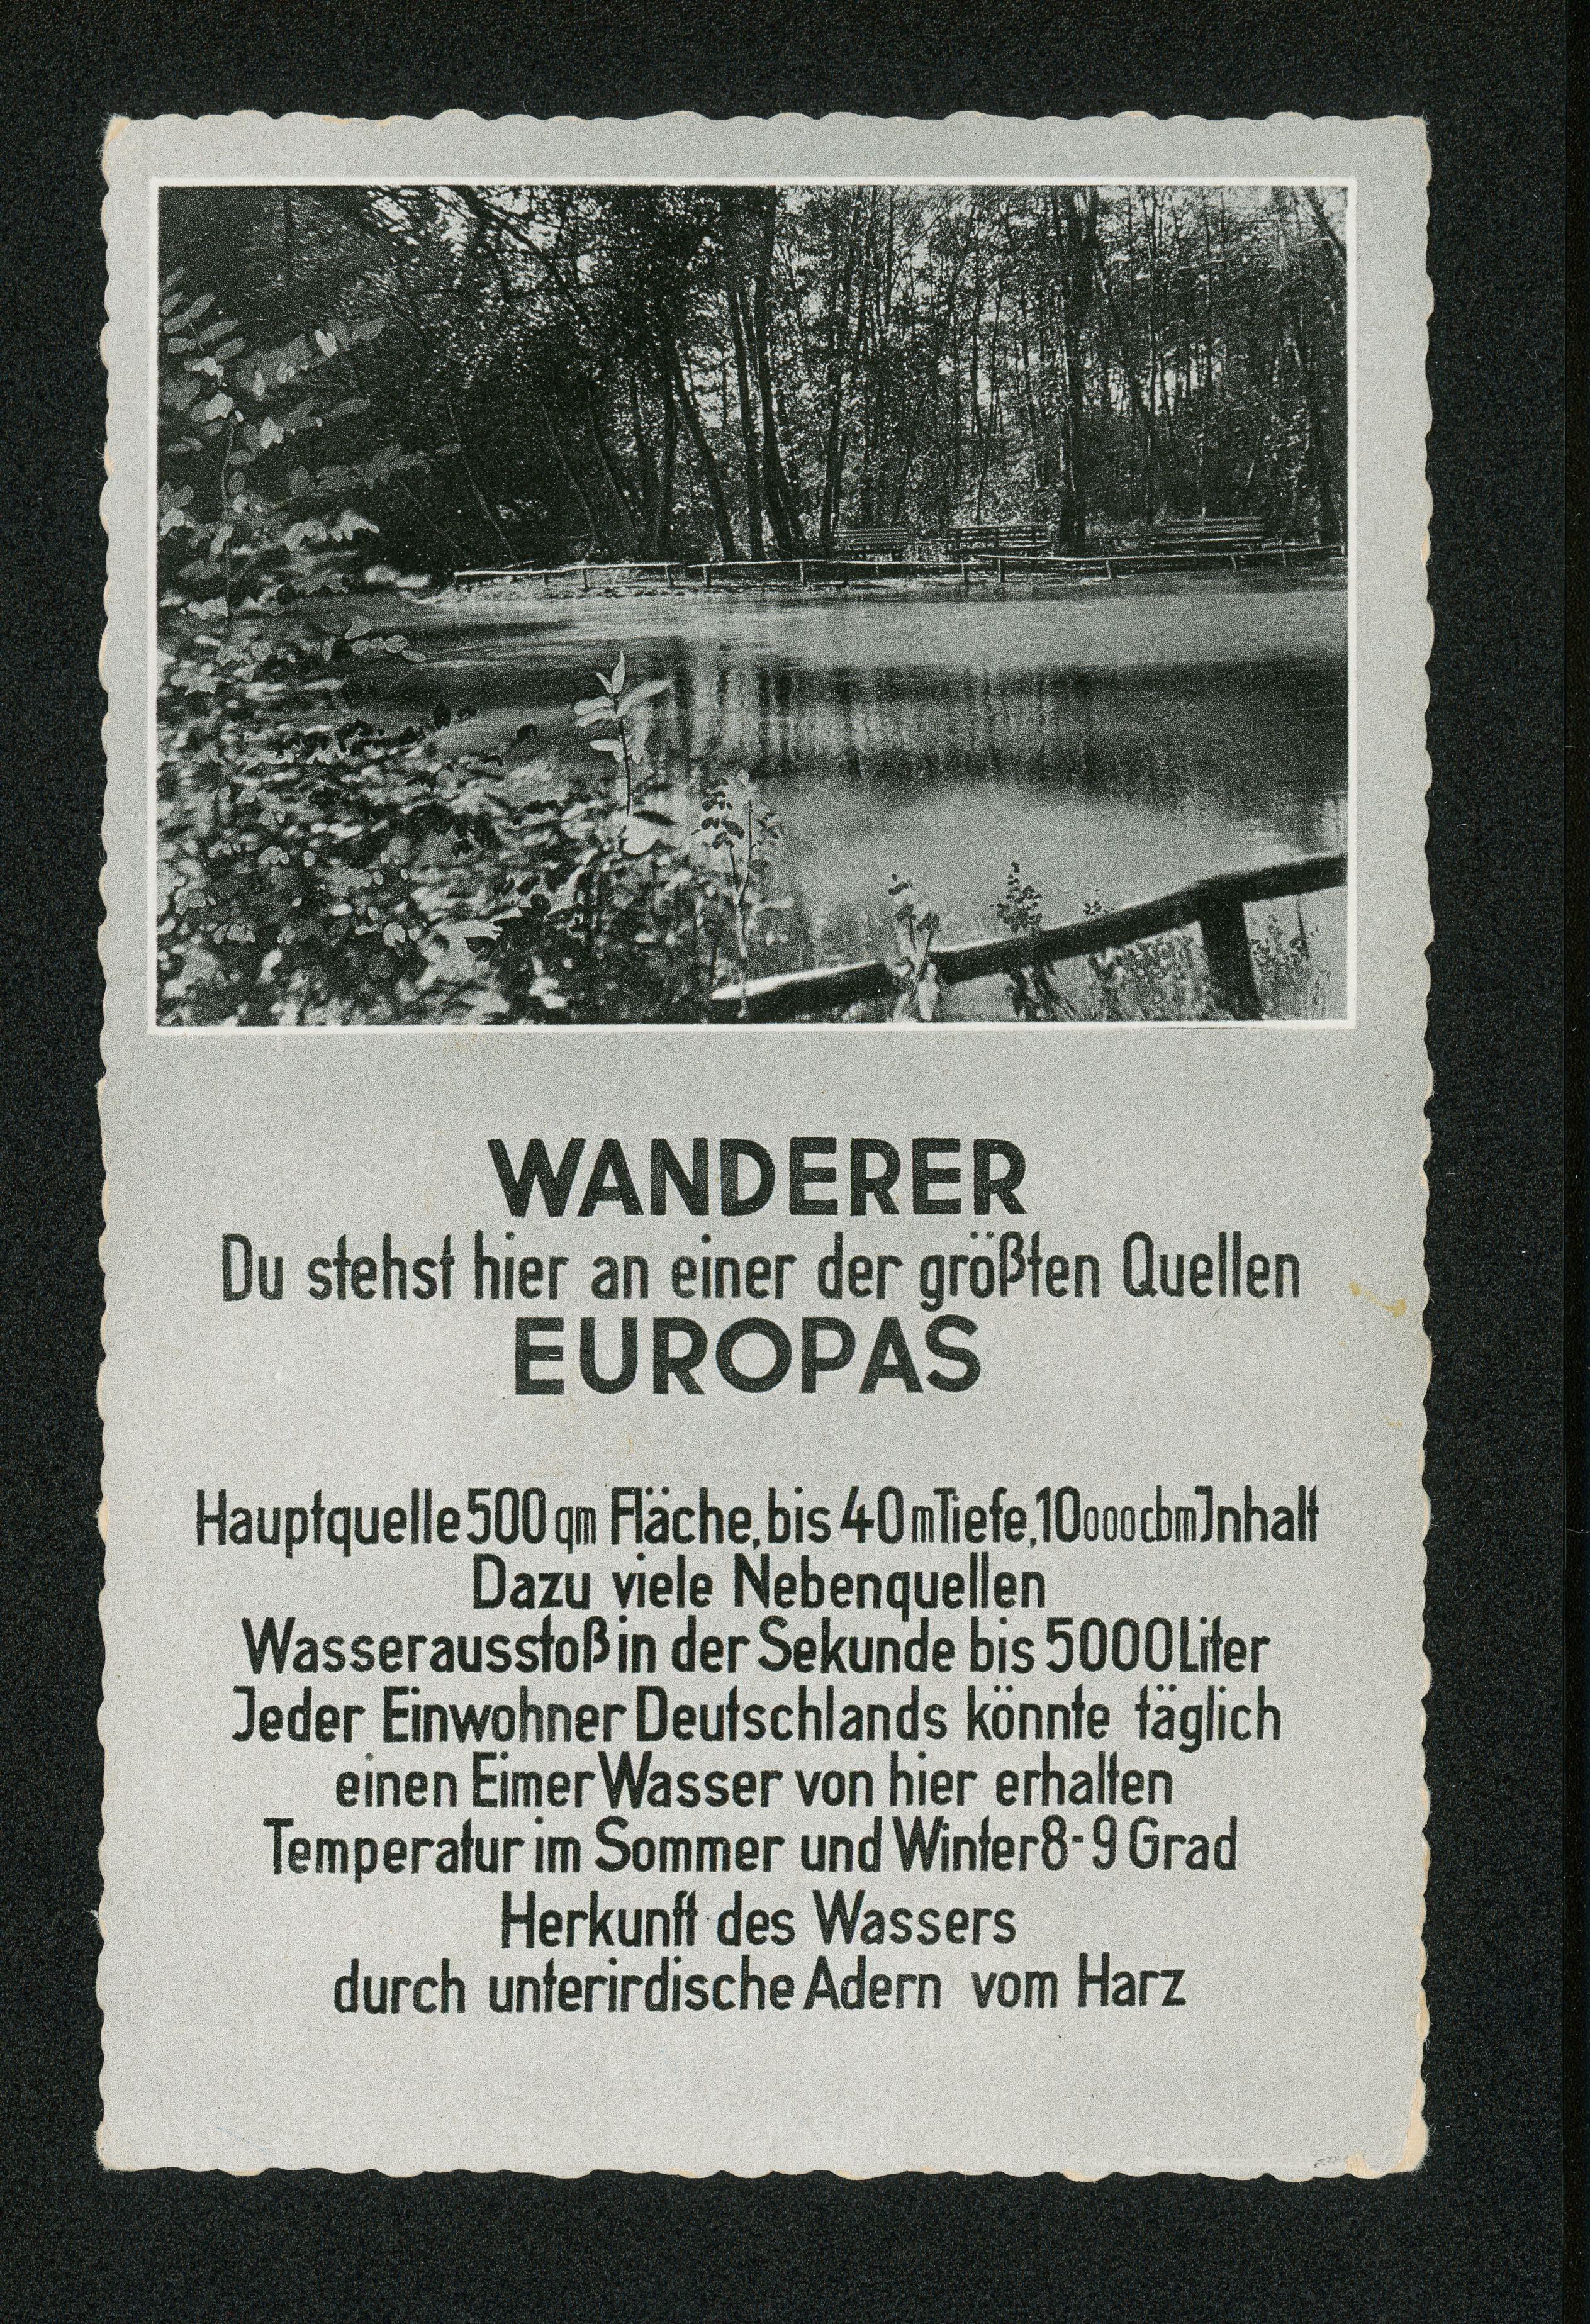 WANDERER
Du stehst hier an einer der größten Quellen
EUROPAS
Hauptquelle 500 qm Fläche, bis 40 m Tiefe, 10000 cbm Jnhalt
Dazu viele Nebenquellen
Wasserausstoß in der Sekunde bis 5000 Liter
Jeder Einwohner Deutschlands könnte täglich
einen Eimer Wasser von hier erhalten
Temperatur im Sommer und Winter 8-9 Grad
Herkunft des Wassers
durch unterirdische Adern vom Harz